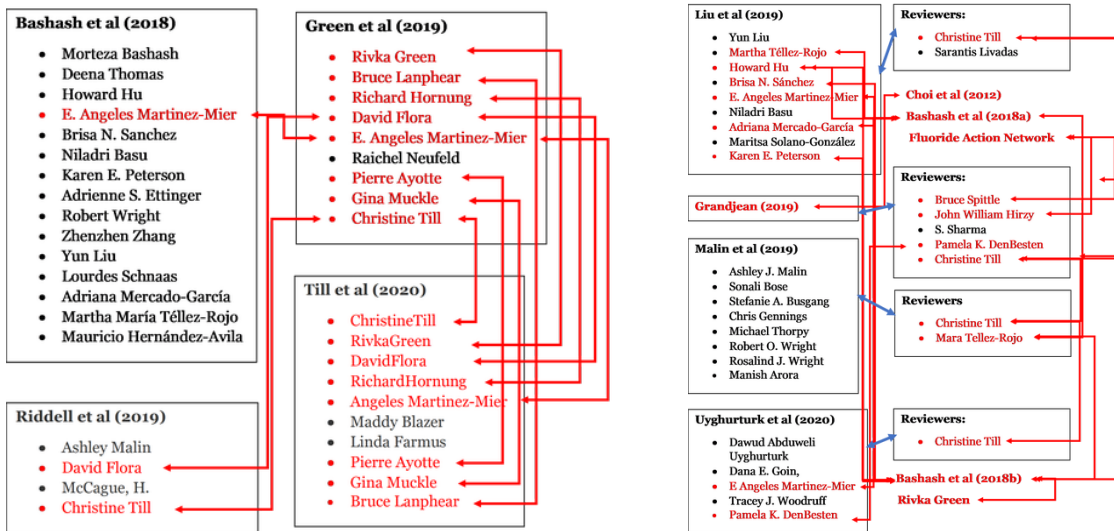 Bashash et al (2018)
Morteza Bashash
Deena Thomas
Howard Hu
E. Angeles Martinez-Mier
Brisa N. Sanchez
Niladri Basu
Karen E. Peterson
Adrienne S. Ettinger
Robert Wright
Zhenzhen Zhang
Yun Liu
Lourdes Schnaas
Adriana Mercado-García
Martha María Téllez-Rojo
Mauricio Hernández-Avila
Riddell et al (2019)
Ashley Malin
David Flora
McCague, H.
Christine Till
Green et al (2019)
Rivka Green
Bruce Lanphear
Richard Hornung
David Flora
E. Angeles Martinez-Mier
Raichel Neufeld
Pierre Ayotte
Gina Muckle
Christine Till
Till et al (2020)
ChristineTill
RivkaGreen
DavidFlora
RichardHornung
Angeles Martinez-Mier
Maddy Blazer
Linda Farmus
Pierre Ayotte
Gina Muckle
Bruce Lanphear
Liu et al (2019)
Yun Liu
Martha Téllez-Rojo
Howard Hu
Brisa N. Sánchez
E. Angeles Martinez-Mier
Niladri Basu
Adriana Mercado-García
Maritsa Solano-González
Karen E. Peterson
Grandjean (2019)
Malin et al (2019)
Ashley J. Malin
Sonali Bose
Stefanie A. Busgang
Chris Gennings
Michael Thorpy
Robert O. Wright
Rosalind J. Wright
Manish Arora
Uyghurturk et al (2020)
Dawud Abduweli
Uyghurturk
Dana E. Goin,
E Angeles Martinez-Mier
Tracey J. Woodruff
Pamela K. DenBesten
Reviewers:
Christine Till
Sarantis Livadas
Choi et al (2012)
Bashash et al (2018a)
Fluoride Action Network
Reviewers:
Bruce Spittle
John William Hirzy
S. Sharma
Pamela K. DenBesten
Christine Till
Reviewers
Christine Till
Mara Tellez-Rojo
Reviewers:
Christine Till
Bashash et al (2018b)
Rivka Green